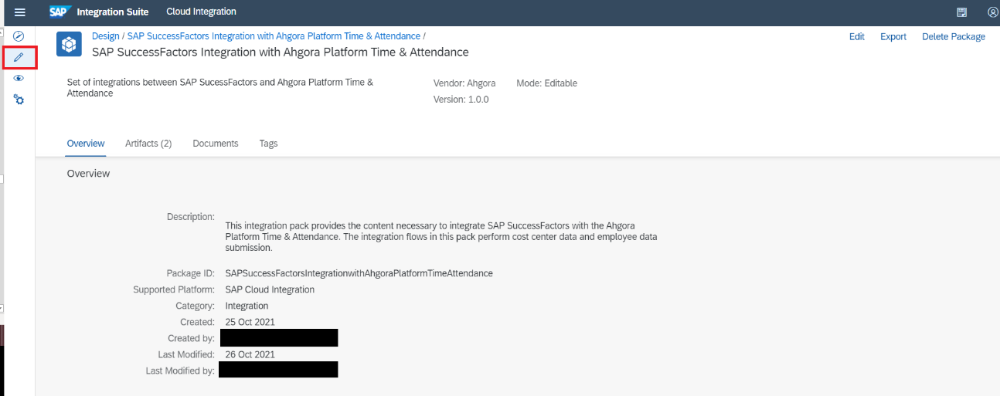 SAP Integration Suite Cloud Integration
Design / SAP SuccessFactors Integration with Ahgora Platform Time & Attendance /
Edit Export Delete Package
SAP SuccessFactors Integration with Ahgora Platform Time & Attendance
Set of integrations between SAP SucessFactors and Ahgora Platform Time &
Attendance
Vendor: Ahgora Mode: Editable
Version: 1.0.0
Overview Artifacts (2) Documents Tags
Overview
Description:
This integration pack provides the content necessary to integrate SAP SuccessFactors with the Ahgora
Platform Time & Attendance. The integration flows in this pack perform cost center data and employee data
submission.
Package ID: SAPSuccessFactorsIntegrationwithAhgoraPlatformTimeAttendance
Supported Platform: SAP Cloud Integration
Category: Integration
Created: 25 Oct 2021
Created by:
Last Modified: 26 Oct 2021
Last Modified by: